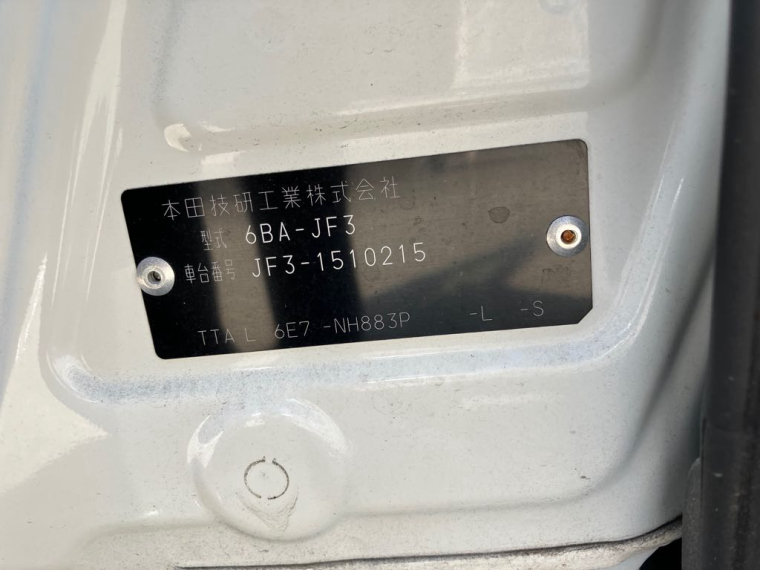 本田技研工業株式会社
型式 6BA-JF3
車台番号 JF3-1510215
TTA L 6E7 -NH883P -L -S